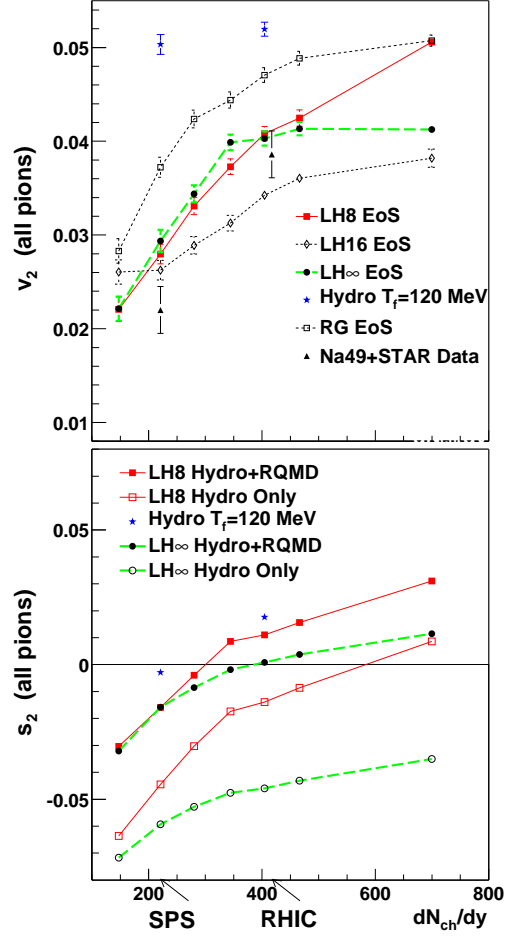 0.05
0.04
0.03
0.02
0.01
v2 (all pions)
LH8 EoS
LH16 EoS
LH∞ EoS
Hydro Tf=120 MeV
RG EoS
Na49+STAR Data
LH8 Hydro+RQMD
LH8 Hydro Only
Hydro Tf=120 MeV
LH∞ Hydro+RQMD
LH∞ Hydro Only
0.05
0
-0.05
s2 (all pions)
200 400 600 800
SPS RHIC dNch/dy